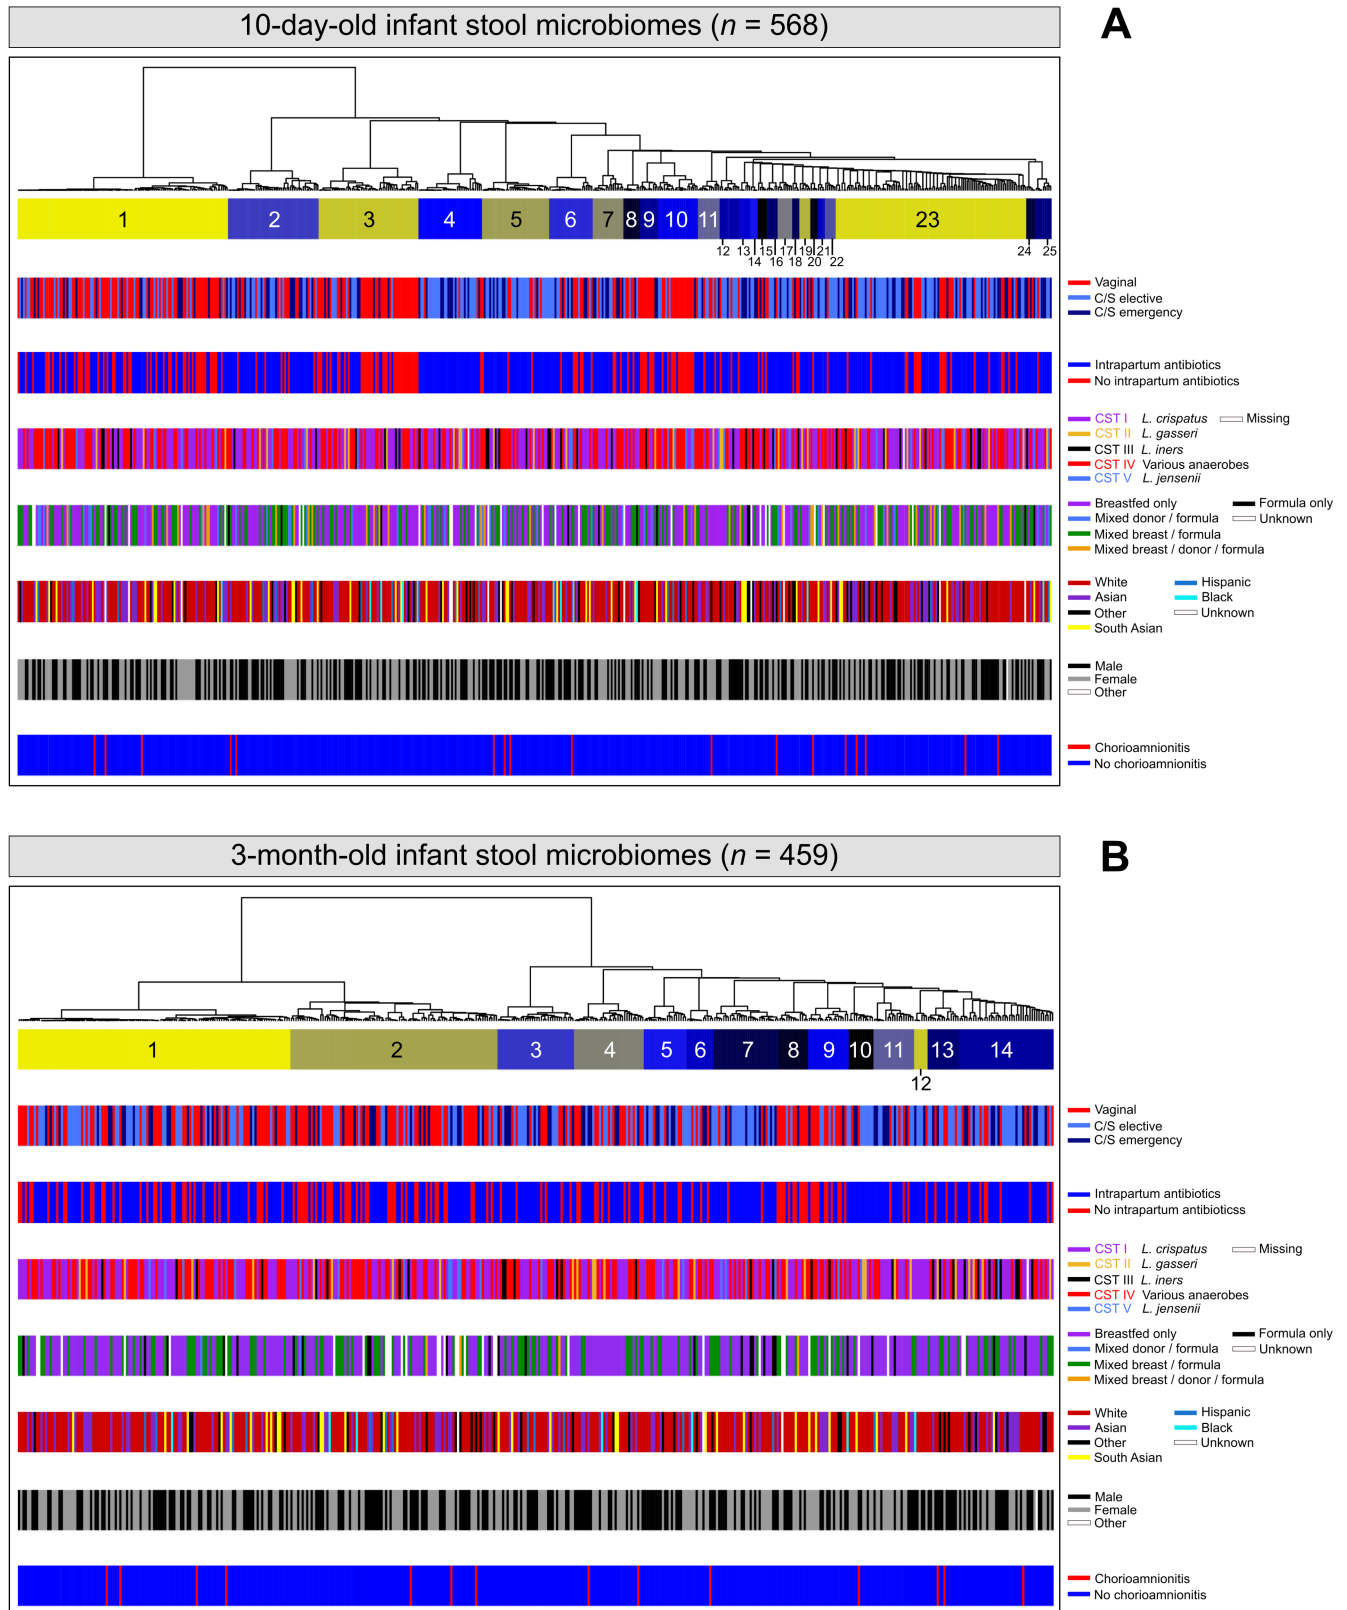 10-day-old infant stool microbiomes (n = 568)
A
1 2 3 4 5 6 7 8 9 10 11 23
12 13 14 15 16 17 18 19 20 21 22 24 25
Vaginal
C/S elective
C/S emergency
Intrapartum antibiotics
No intrapartum antibiotics
CST I L. crispatus Missing
CST II L. gasseri
CST III L. iners
CST IV Various anaerobes
CST V L. jensenii
Breastfed only Formula only
Mixed donor / formula Unknown
Mixed breast / formula
Mixed breast / donor / formula
White Hispanic
Asian Black
Other Unknown
South Asian
Male
Female
Other
Chorioamnionitis
No chorioamnionitis
3-month-old infant stool microbiomes (n = 459)
B
1 2 3 4 5 6 7 8 9 10 11 13 14
12
Vaginal
C/S elective
C/S emergency
Intrapartum antibiotics
No intrapartum antibioticss
CST I L. crispatus Missing
CST II L. gasseri
CST III L. iners
CST IV Various anaerobes
CST V L. jensenii
Breastfed only Formula only
Mixed donor / formula Unknown
Mixed breast / formula
Mixed breast / donor / formula
White Hispanic
Asian Black
Other Unknown
South Asian
Male
Female
Other
Chorioamnionitis
No chorioamnionitis